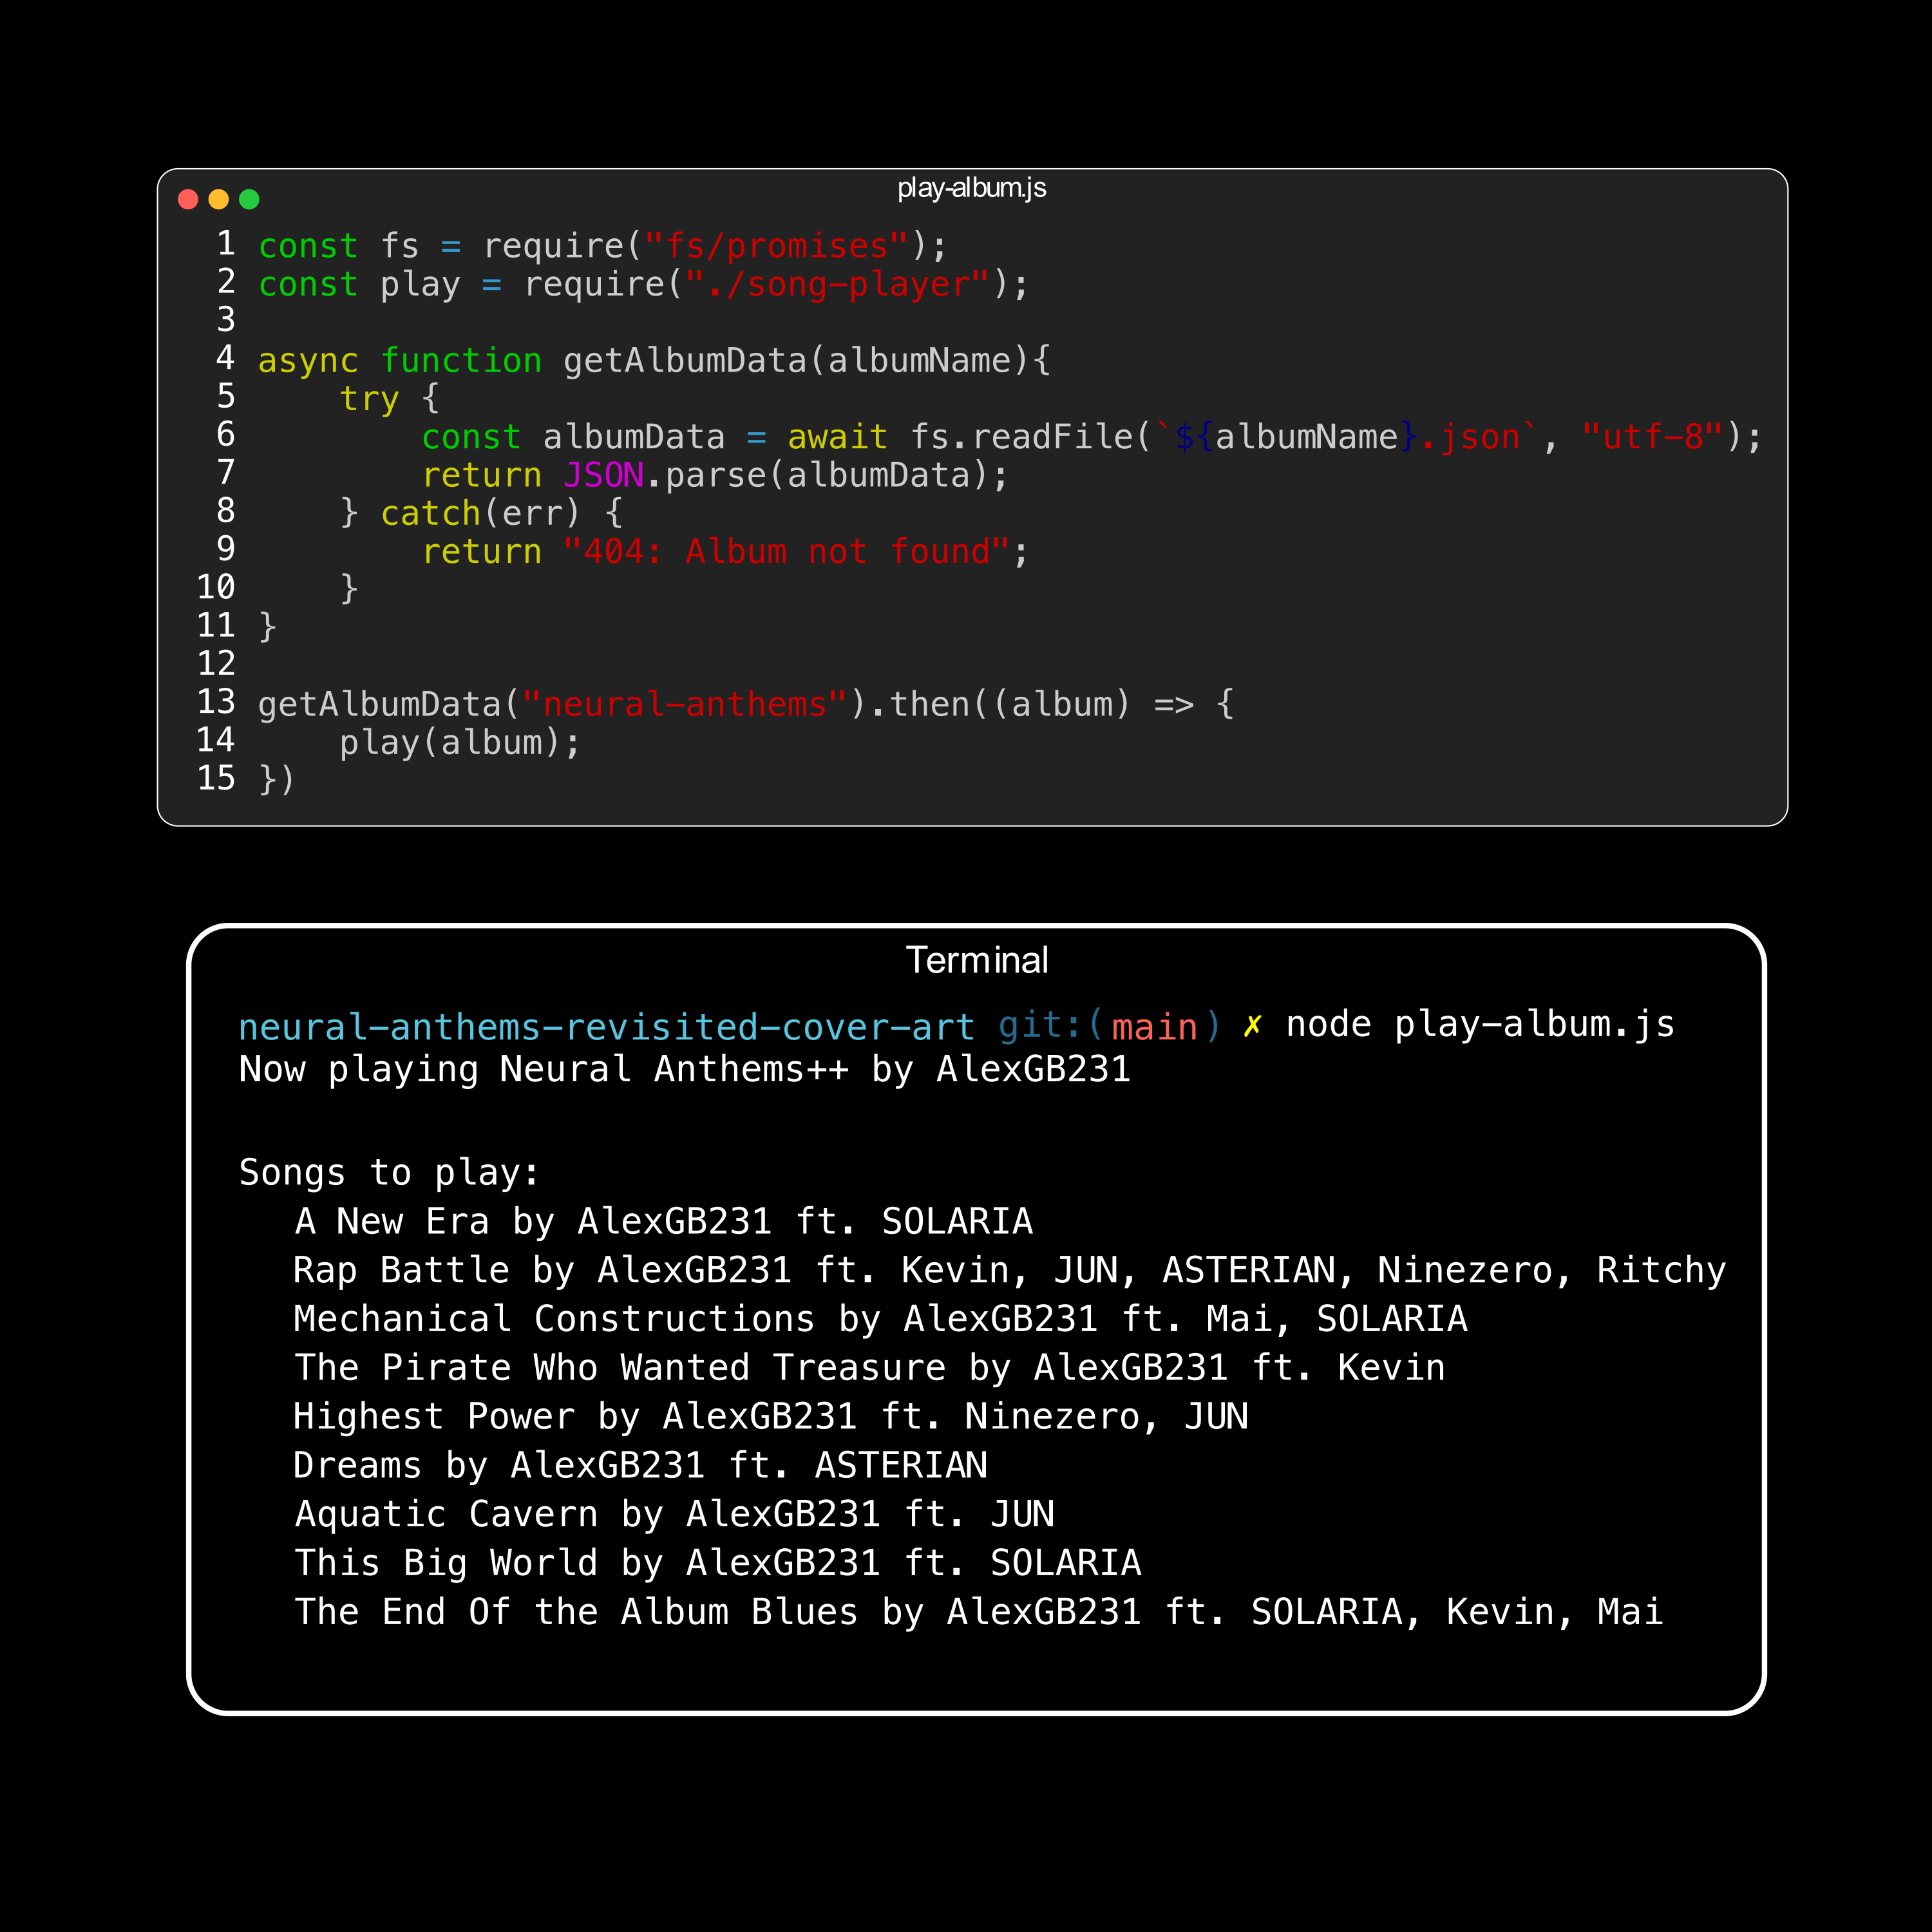 play-album.js
1 const fs = require("fs/promises");
2 const play = require("./song-player");
3
4 async function getAlbumData(albumName){
5     try {
6         const albumData = await fs.readFile(`${albumName}.json`, "utf-8");
7         return JSON.parse(albumData);
8     } catch(err) {
9         return "404: Album not found";
10     }
11 }
12
13 getAlbumData("neural-anthems").then((album) => {
14     play(album);
15 })
Terminal
neural-anthems-revisited-cover-art git:(main) ✗ node play-album.js
Now playing Neural Anthems++ by AlexGB231
Songs to play:
A New Era by AlexGB231 ft. SOLARIA
Rap Battle by AlexGB231 ft. Kevin, JUN, ASTERIAN, Ninezero, Ritchy
Mechanical Constructions by AlexGB231 ft. Mai, SOLARIA
The Pirate Who Wanted Treasure by AlexGB231 ft. Kevin
Highest Power by AlexGB231 ft. Ninezero, JUN
Dreams by AlexGB231 ft. ASTERIAN
Aquatic Cavern by AlexGB231 ft. JUN
This Big World by AlexGB231 ft. SOLARIA
The End Of the Album Blues by AlexGB231 ft. SOLARIA, Kevin, Mai